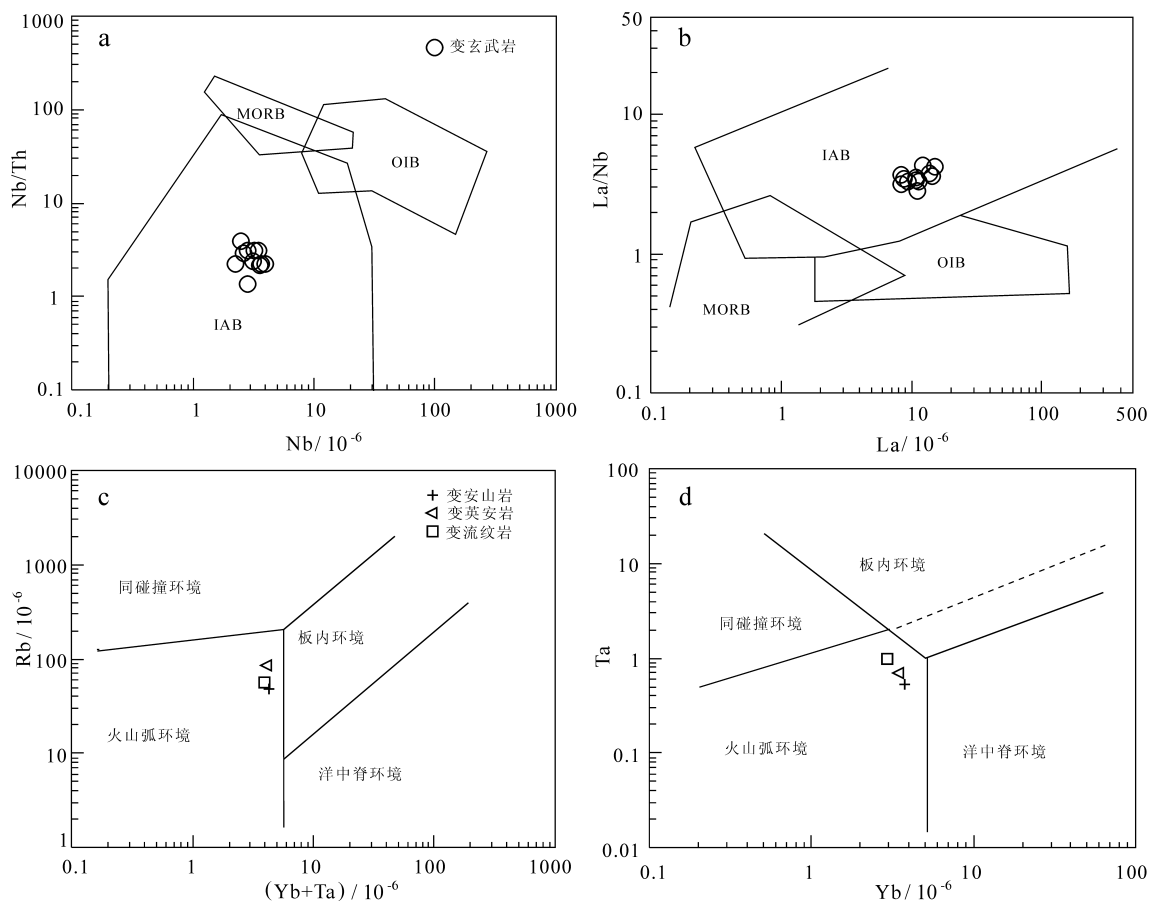 a
变玄武岩
1000
100
10
1
0.1
Nb/Th
MORB
OIB
IAB
0.1
1
10
100
1000
Nb/10⁻⁶
b
50
10
1
0.1
La/Nb
IAB
OIB
MORB
0.1
1
10
100
500
La/10⁻⁶
c
变安山岩
变英安岩
变流纹岩
10000
1000
100
10
1
Rb/10⁻⁶
同碰撞环境
板内环境
火山弧环境
洋中脊环境
0.1
1
10
100
1000
(Yb+Ta)/10⁻⁶
d
100
10
1
0.1
0.01
Ta
板内环境
同碰撞环境
火山弧环境
洋中脊环境
0.1
1
10
100
Yb/10⁻⁶